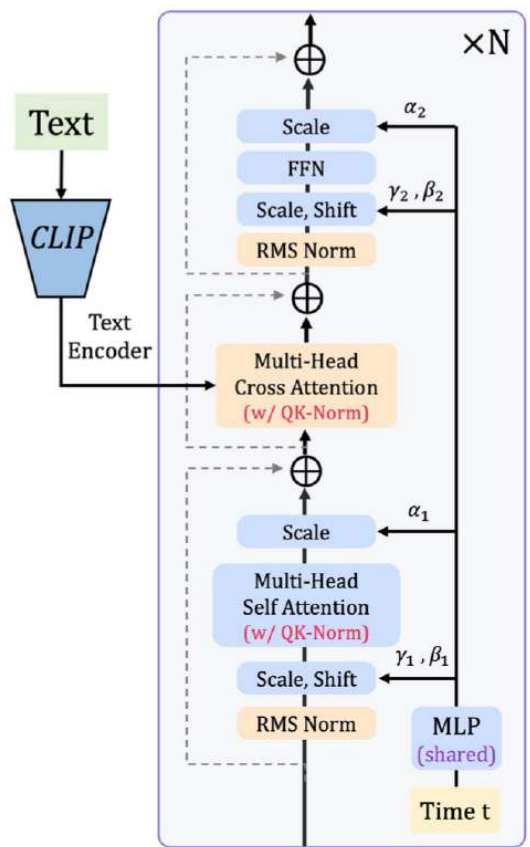 ×N
α₂
Scale
Text
FFN
γ₂ , β₂
Scale, Shift
CLIP
RMS Norm
Text
Encoder
Multi-Head
Cross Attention
(w/ QK-Norm)
α₁
Scale
Multi-Head
Self Attention
(w/ QK-Norm)
γ₁ , β₁
Scale, Shift
RMS Norm
MLP
(shared)
Time t